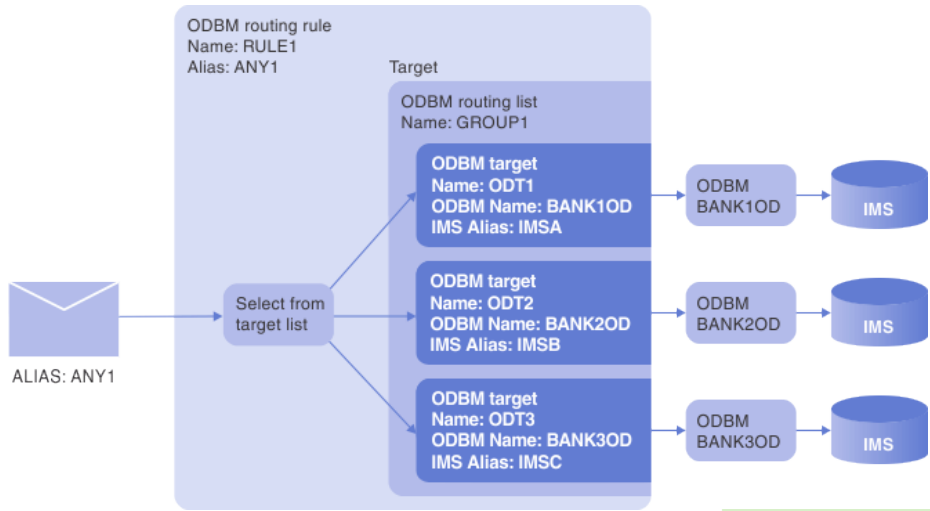 ODBM routing rule
Name: RULE1
Alias: ANY1
Target
ODBM routing list
Name: GROUP1
ODBM target
Name: ODT1
ODBM Name: BANK1OD
IMS Alias: IMSA
ODBM
BANK1OD
IMS
ALIAS: ANY1
Select from
target list
ODBM target
Name: ODT2
ODBM Name: BANK2OD
IMS Alias: IMSB
ODBM
BANK2OD
IMS
ODBM target
Name: ODT3
ODBM Name: BANK3OD
IMS Alias: IMSC
ODBM
BANK3OD
IMS